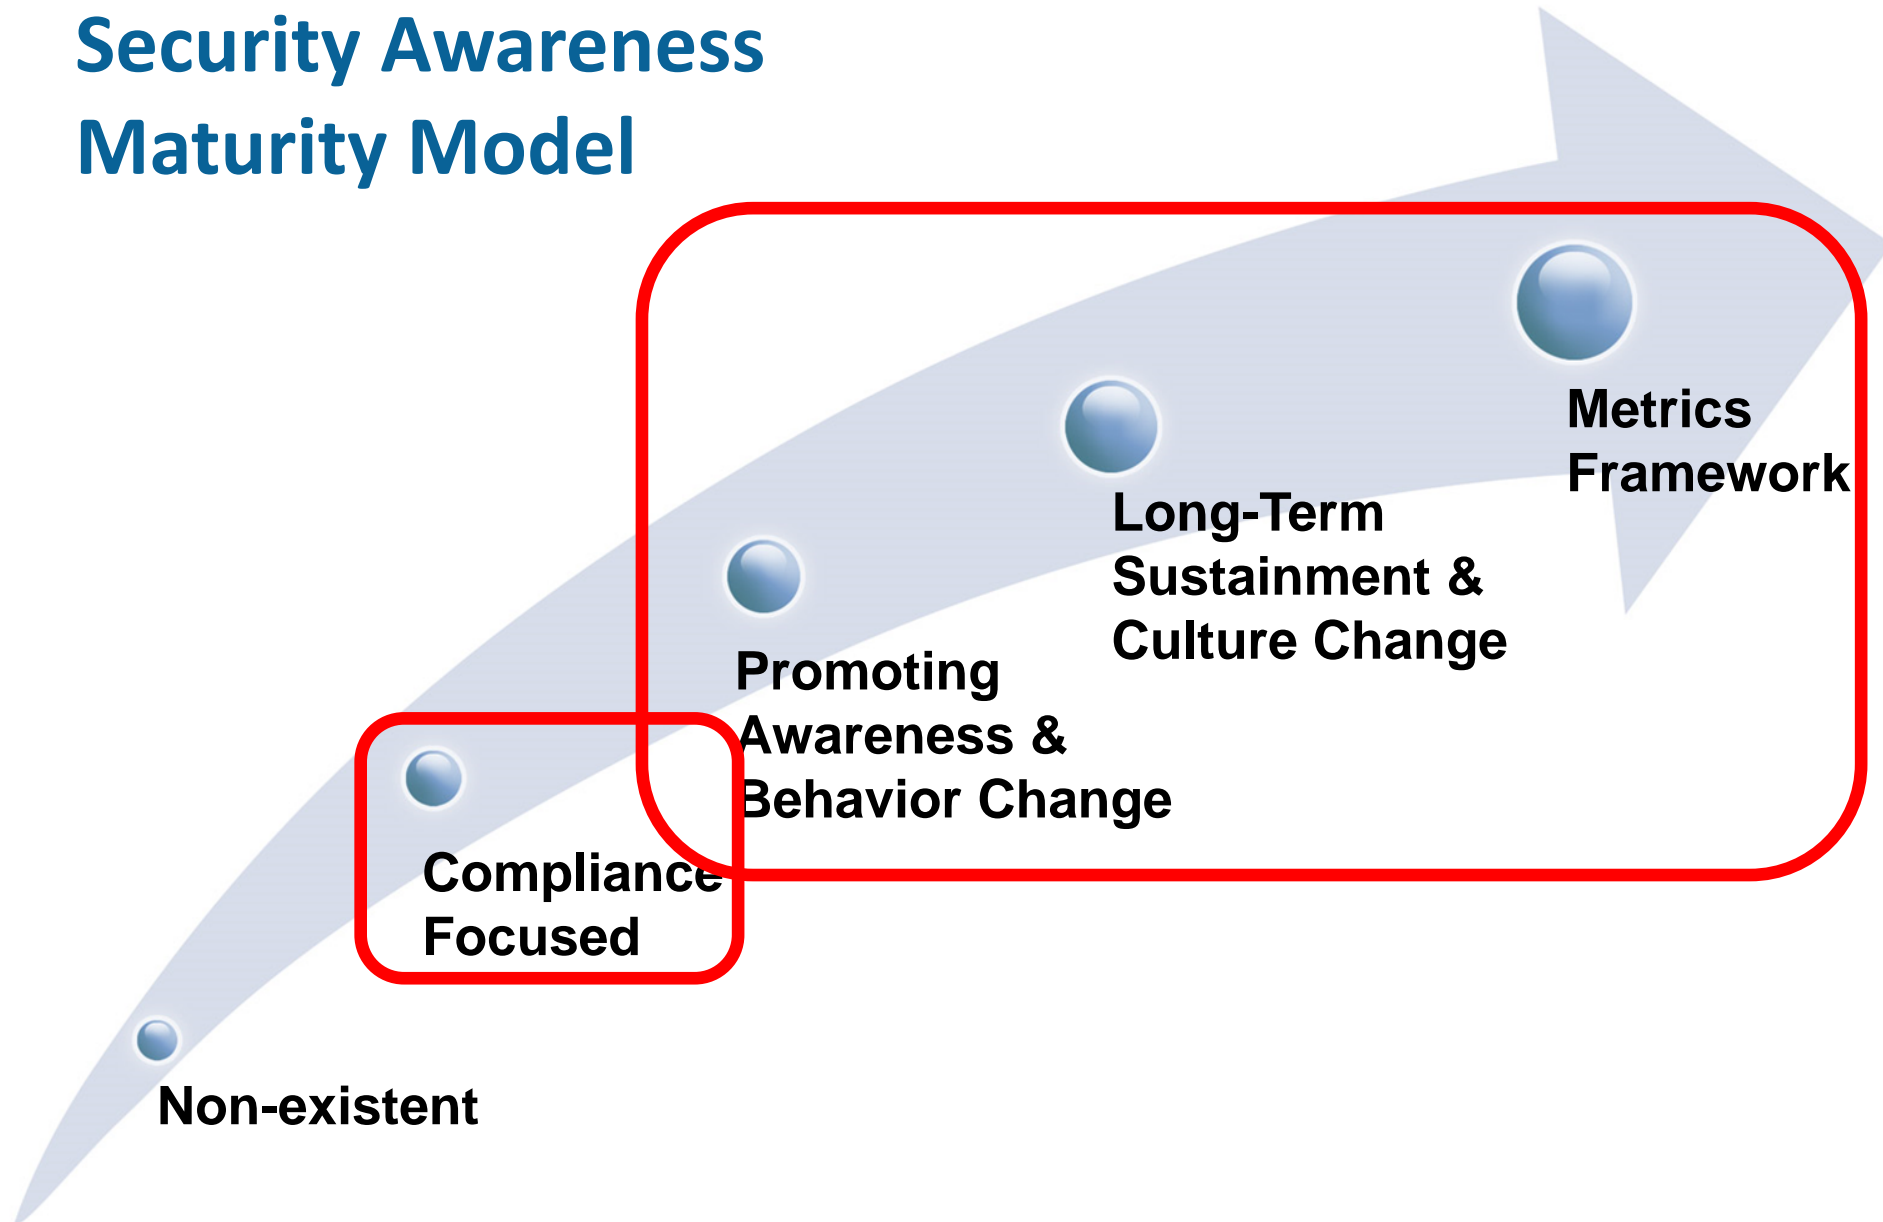 Security Awareness
Maturity Model
Metrics
Framework
Long-Term
Sustainment &
Culture Change
Promoting
Awareness &
Behavior Change
Compliance
Focused
Non-existent